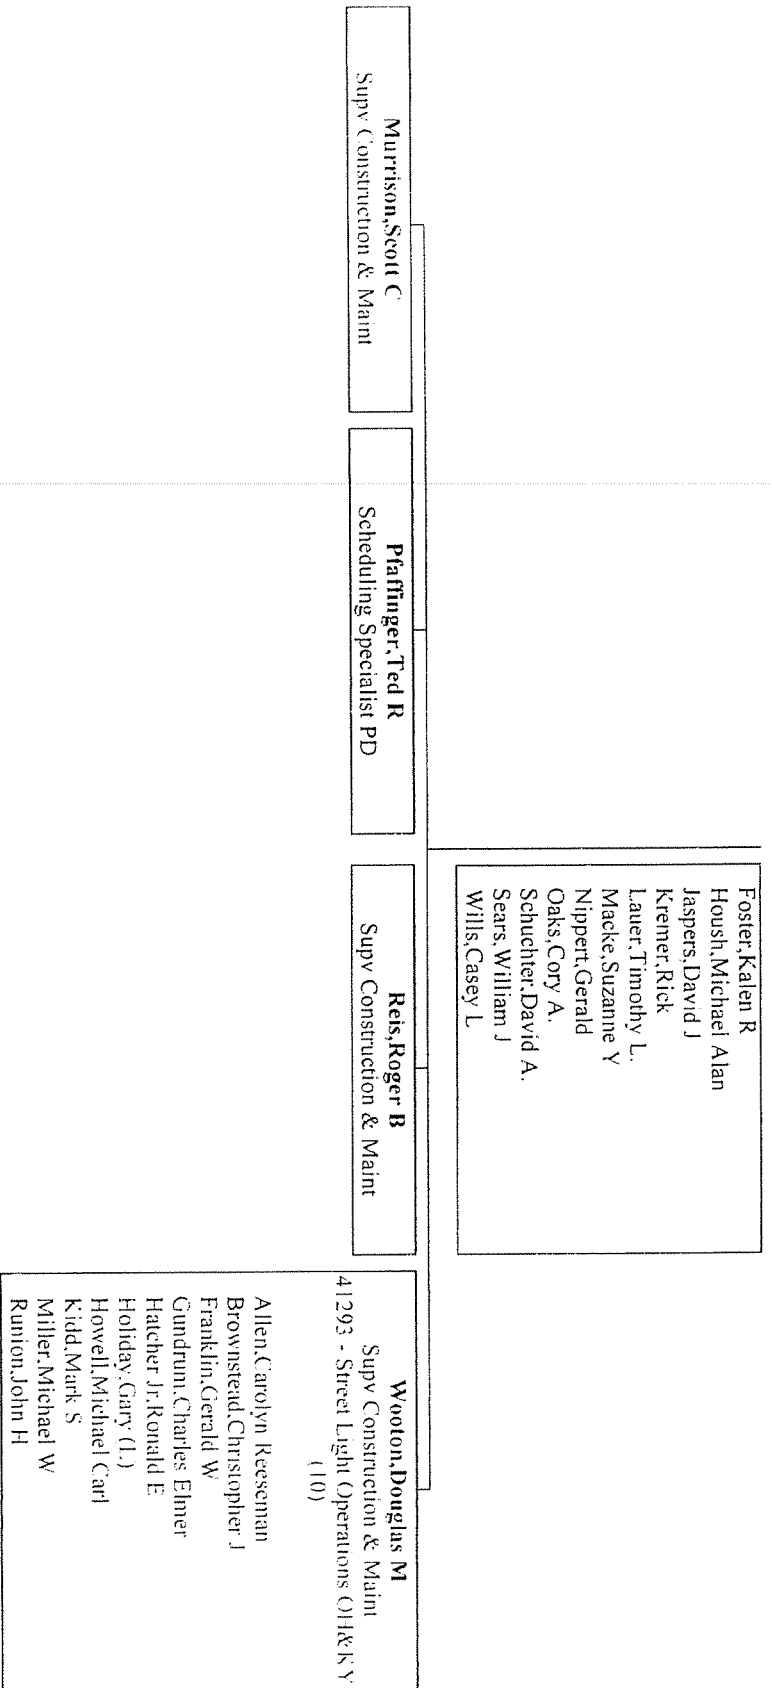 Foster,Kalen R
Housh,Michael Alan
Jaspers,David J
Kremer,Rick
Lauer,Timothy L.
Macke,Suzanne Y
Nippert,Gerald
Oaks,Cory A.
Schuchter,David A.
Sears,William J
Wills,Casey L
Murrison,Scott C
Supv Construction & Maint
Pfaffinger,Ted R
Scheduling Specialist PD
Reis,Roger B
Supv Construction & Maint
Wooton,Douglas M
Supv Construction & Maint
41293 - Street Light Operations OH&KY
(10)
Allen,Carolyn Reeseman
Brownstead,Christopher J
Franklin,Gerald W
Gundrum,Charles Elmer
Hatcher Jr,Ronald E
Holiday,Gary (L)
Howell,Michael Carl
Kidd,Mark S
Miller,Michael W
Runion,John H